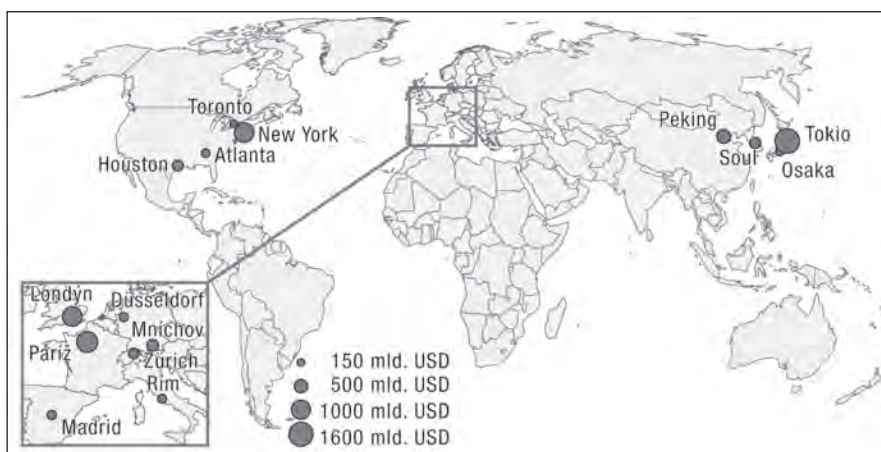 Toronto
New York
Houston
Atlanta
Peking
Soul
Tokio
Osaka
Londýn
Düsseldorf
Mnichov
Paříž
Zürich
Řím
Madrid
150 mld. USD
500 mld. USD
1000 mld. USD
1600 mld. USD